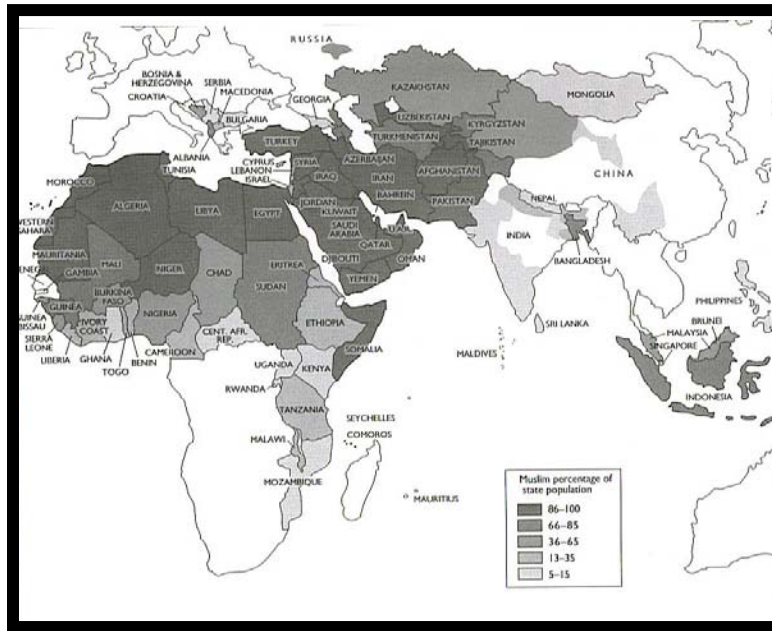 RUSSIA
BOSNIA &
HERZEGOVINA
SERBIA
CROATIA
MACEDONIA
BULGARIA
GEORGIA
KAZAKHSTAN
MONGOLIA
UZBEKISTAN
KYRGYZSTAN
TURKMENISTAN
TAJIKISTAN
ALBANIA
TUNISIA
TURKEY
CYPRUS
LEBANON
ISRAEL
SYRIA
AZERBAIJAN
IRAQ
IRAN
AFGHANISTAN
CHINA
MOROCCO
ALGERIA
LIBYA
EGYPT
JORDAN
KUWAIT
BAHREIN
PAKISTAN
NEPAL
SAUDI
ARABIA
QATAR
U.A.E.
OMAN
INDIA
BANGLADESH
WESTERN
SAHARA
MAURITANIA
MALI
NIGER
CHAD
SUDAN
ERITREA
DJIBOUTI
YEMEN
GAMBIA
BURKINA
FASO
GUINEA
NIGERIA
ETHIOPIA
SOMALIA
SIERRA
LEONE
IVORY
COAST
LIBERIA
GHANA
TOGO
BENIN
CAMEROON
CENT. AFR.
REP.
UGANDA
KENYA
RWANDA
TANZANIA
MALDIVES
SRI LANKA
PHILIPPINES
BRUNEI
MALAYSIA
SINGAPORE
INDONESIA
SEYCHELLES
COMOROS
MALAWI
MOZAMBIQUE
MAURITIUS
Muslim percentage of
state population
86–100
66–85
36–65
13–35
5–15